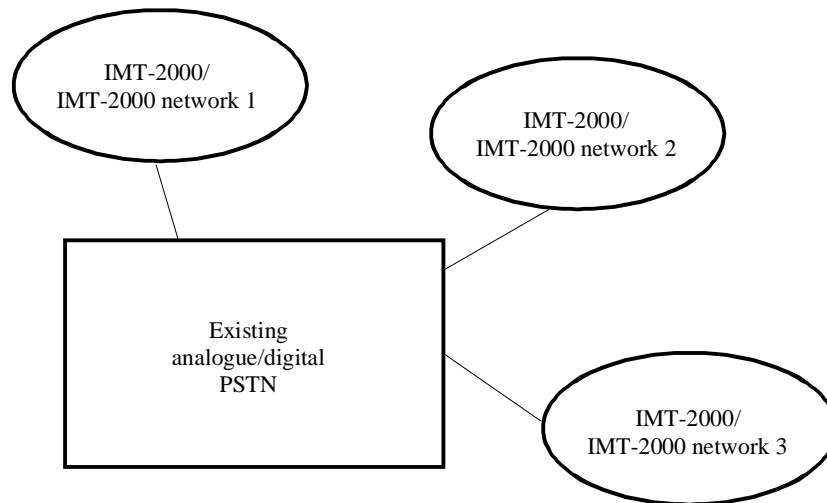 IMT-2000/
IMT-2000 network 1
IMT-2000/
IMT-2000 network 2
Existing
analogue/digital
PSTN
IMT-2000/
IMT-2000 network 3